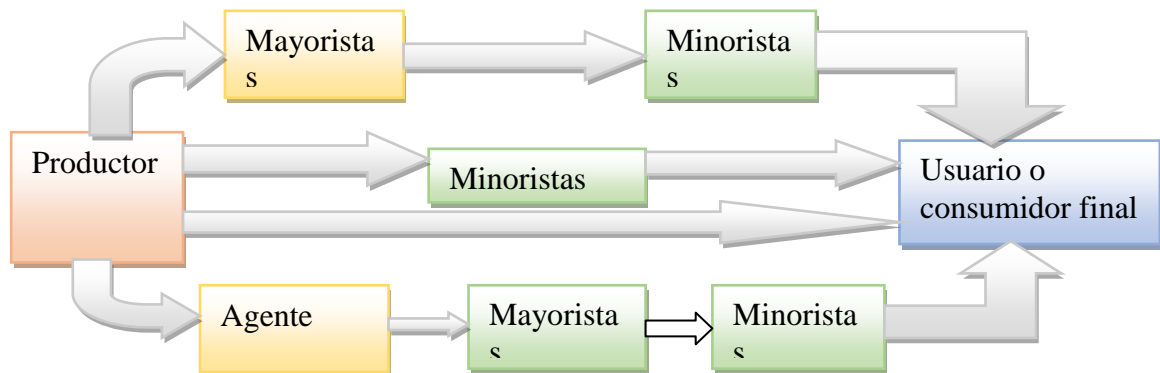 Mayorista
s
Minorista
s
Productor
Minoristas
Usuario o
consumidor final
Agente
Mayorista
s
Minorista
s